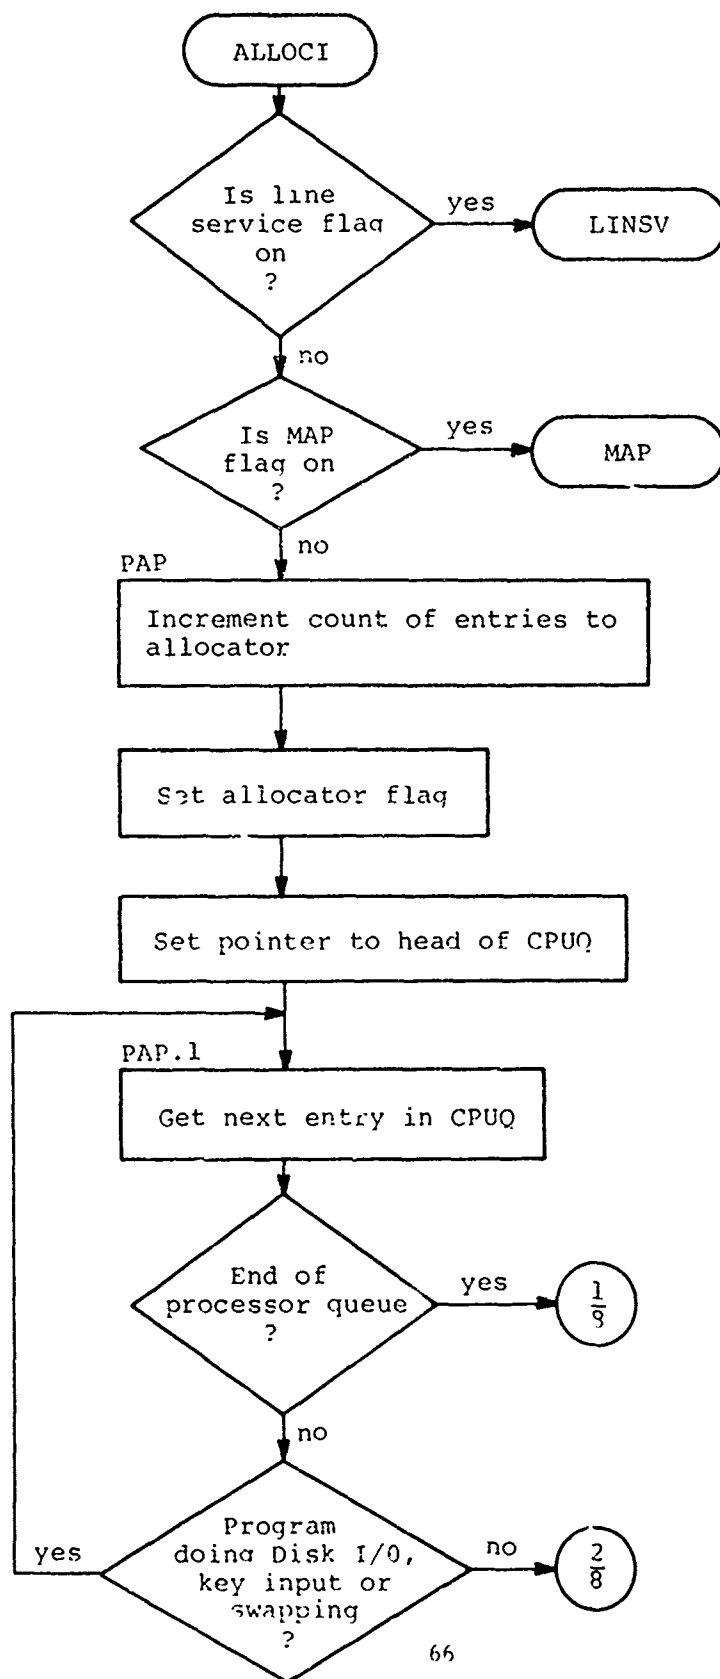 ALLOCI
Is line
service flag
on
?
yes
LINSV
no
Is MAP
flag on
?
yes
MAP
no
PAP
Increment count of entries to
allocator
Set allocator flag
Set pointer to head of CPUQ
PAP.1
Get next entry in CPUQ
End of
processor queue
?
yes
1
8
no
Program
doing Disk I/O,
key input or
swapping
?
yes
no
2
8
66